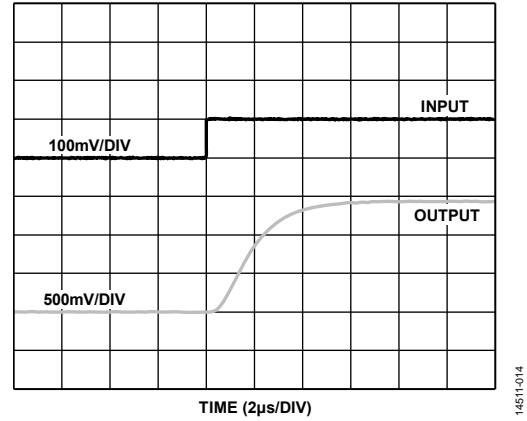 INPUT
100mV/DIV
OUTPUT
500mV/DIV
TIME (2µs/DIV)
14511-014